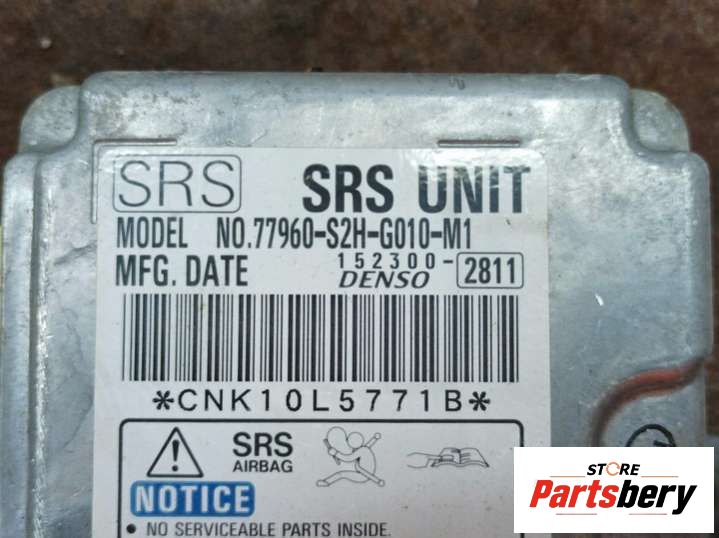 SRS SRS UNIT
MODEL NO.77960-S2H-G010-M1
MFG. DATE 152300- 2811
DENSO
*CNK10L5771B*
SRS
AIRBAG
NOTICE
• NO SERVICEABLE PARTS INSIDE.
STORE
Partsbery